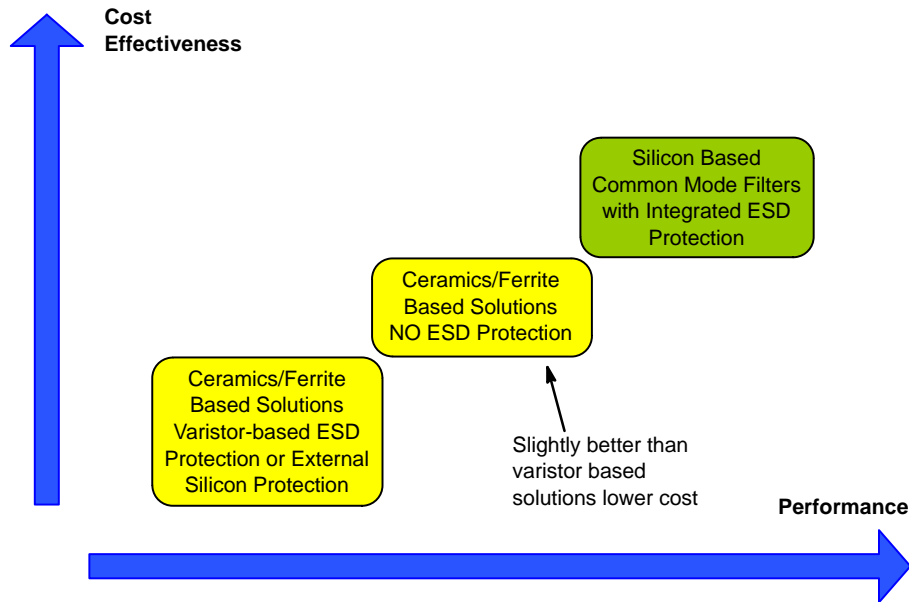 Cost
Effectiveness
Silicon Based
Common Mode Filters
with Integrated ESD
Protection
Ceramics/Ferrite
Based Solutions
NO ESD Protection
Ceramics/Ferrite
Based Solutions
Varistor-based ESD
Protection or External
Silicon Protection
Slightly better than
varistor based
solutions lower cost
Performance